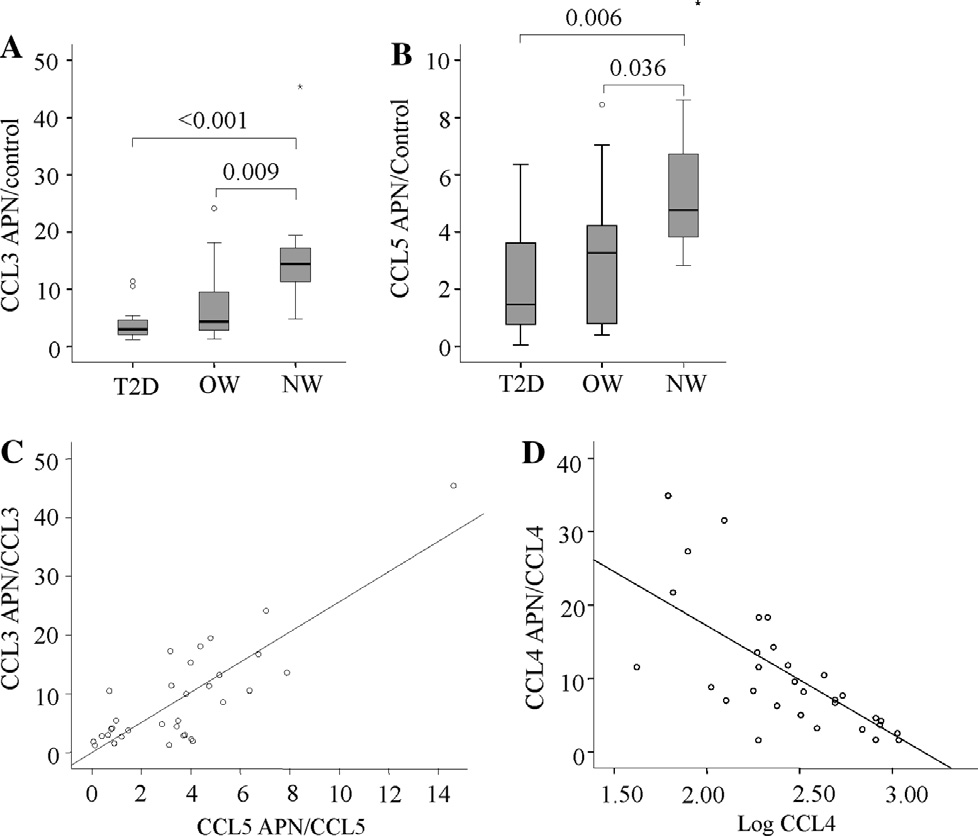 A
CCL3 APN/control
50
40
30
20
10
0
<0.001
0.009
*
T2D OW NW
B
CCL5 APN/Control
10
8
6
4
2
0
0.006
0.036
*
T2D OW NW
C
CCL3 APN/CCL3
50
40
30
20
10
0
0 2 4 6 8 10 12 14
CCL5 APN/CCL5
D
CCL4 APN/CCL4
40
30
20
10
0
1.50 2.00 2.50 3.00
Log CCL4